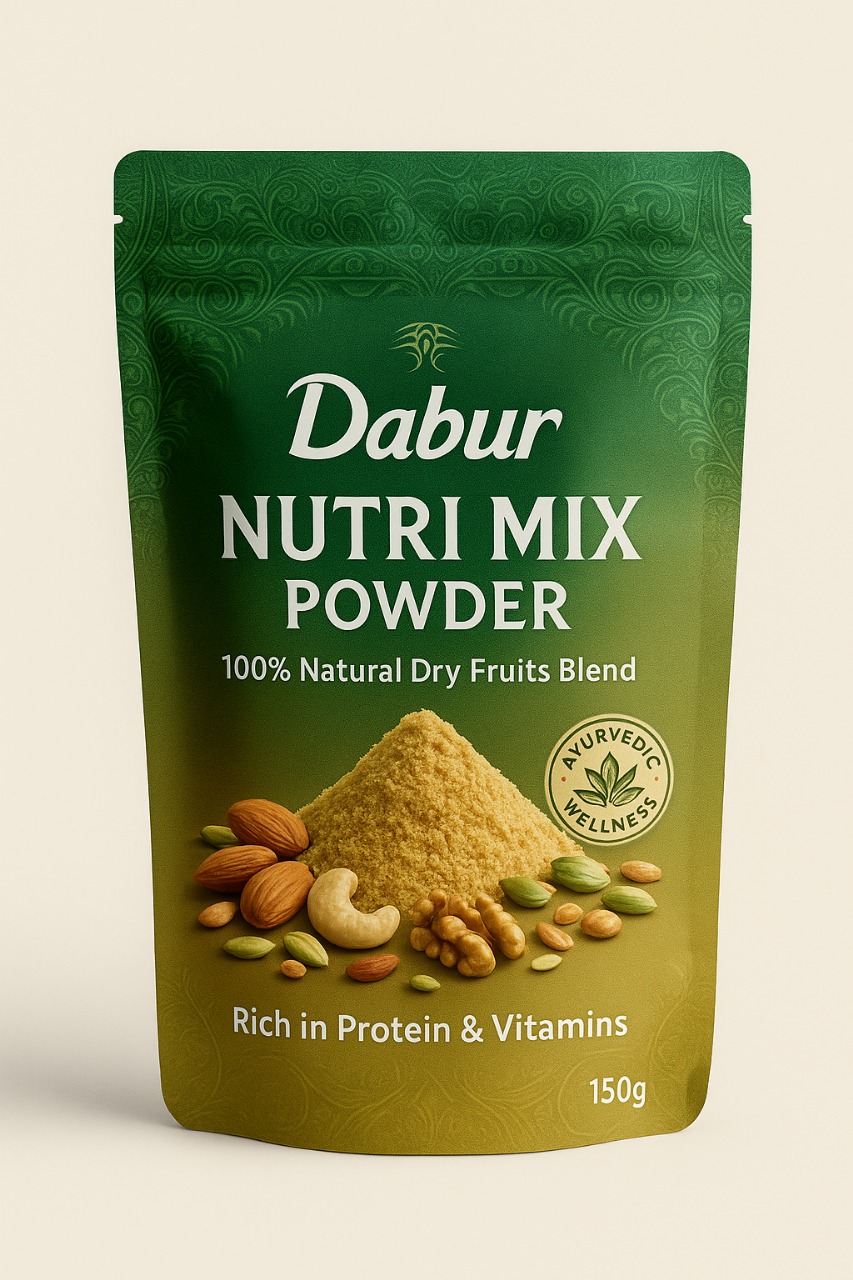 Dabur
NUTRI MIX
POWDER
100% Natural Dry Fruits Blend
AYURVEDIC
WELLNESS
Rich in Protein & Vitamins
150g